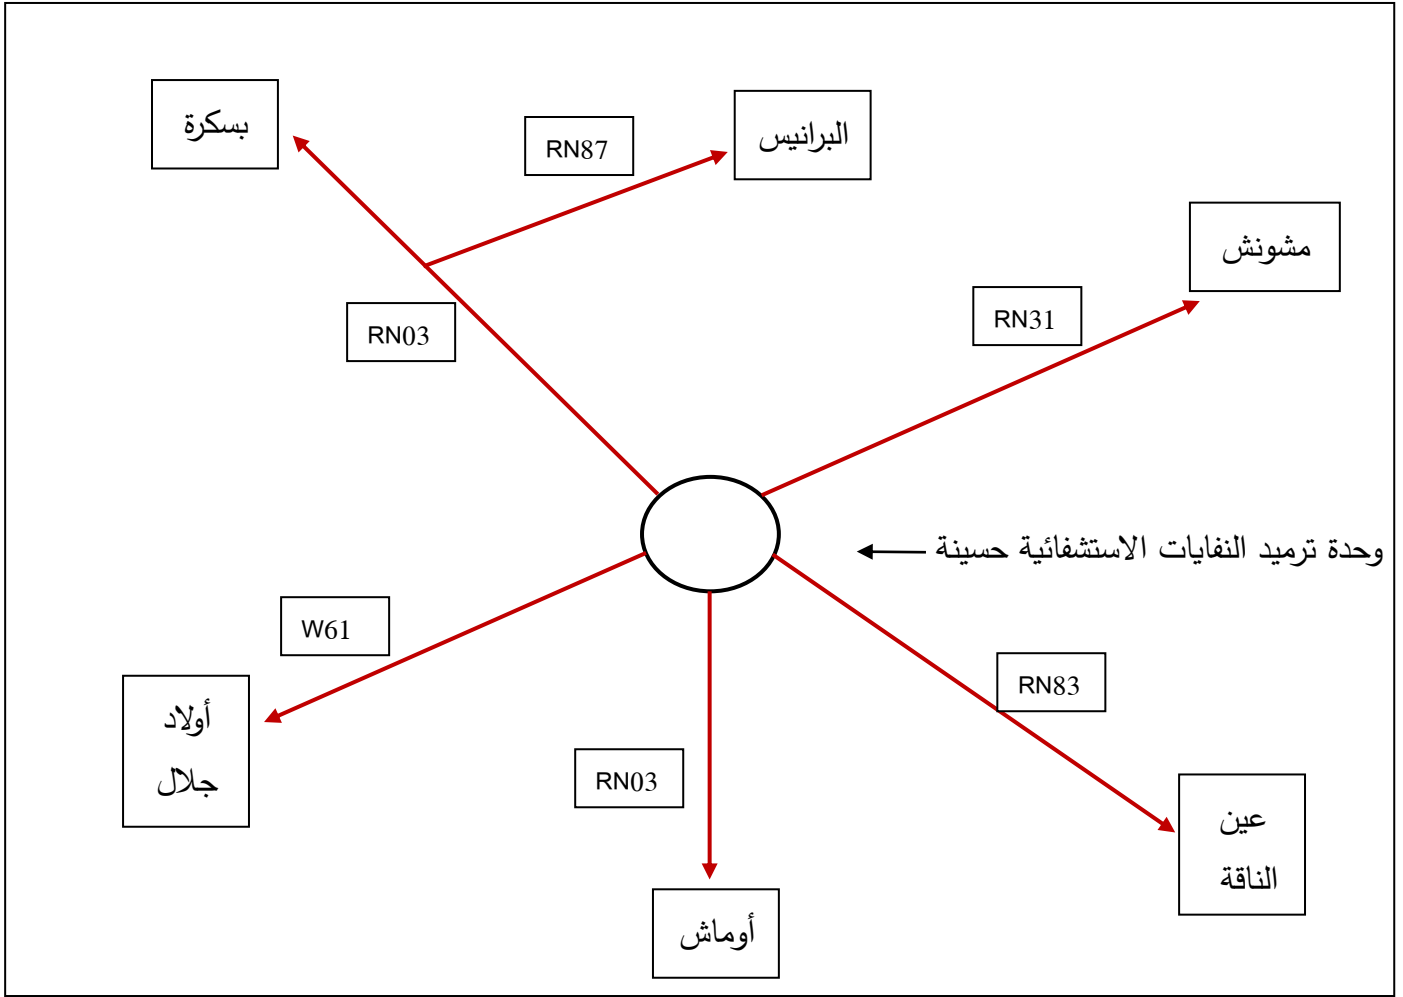 بسكرة
RN87
البرانيس
مشونش
RN03
RN31
وحدة ترميد النفايات الاستشفائية حسينة
W61
RN83
أولاد
جلال
RN03
عين
الناقة
أوماش